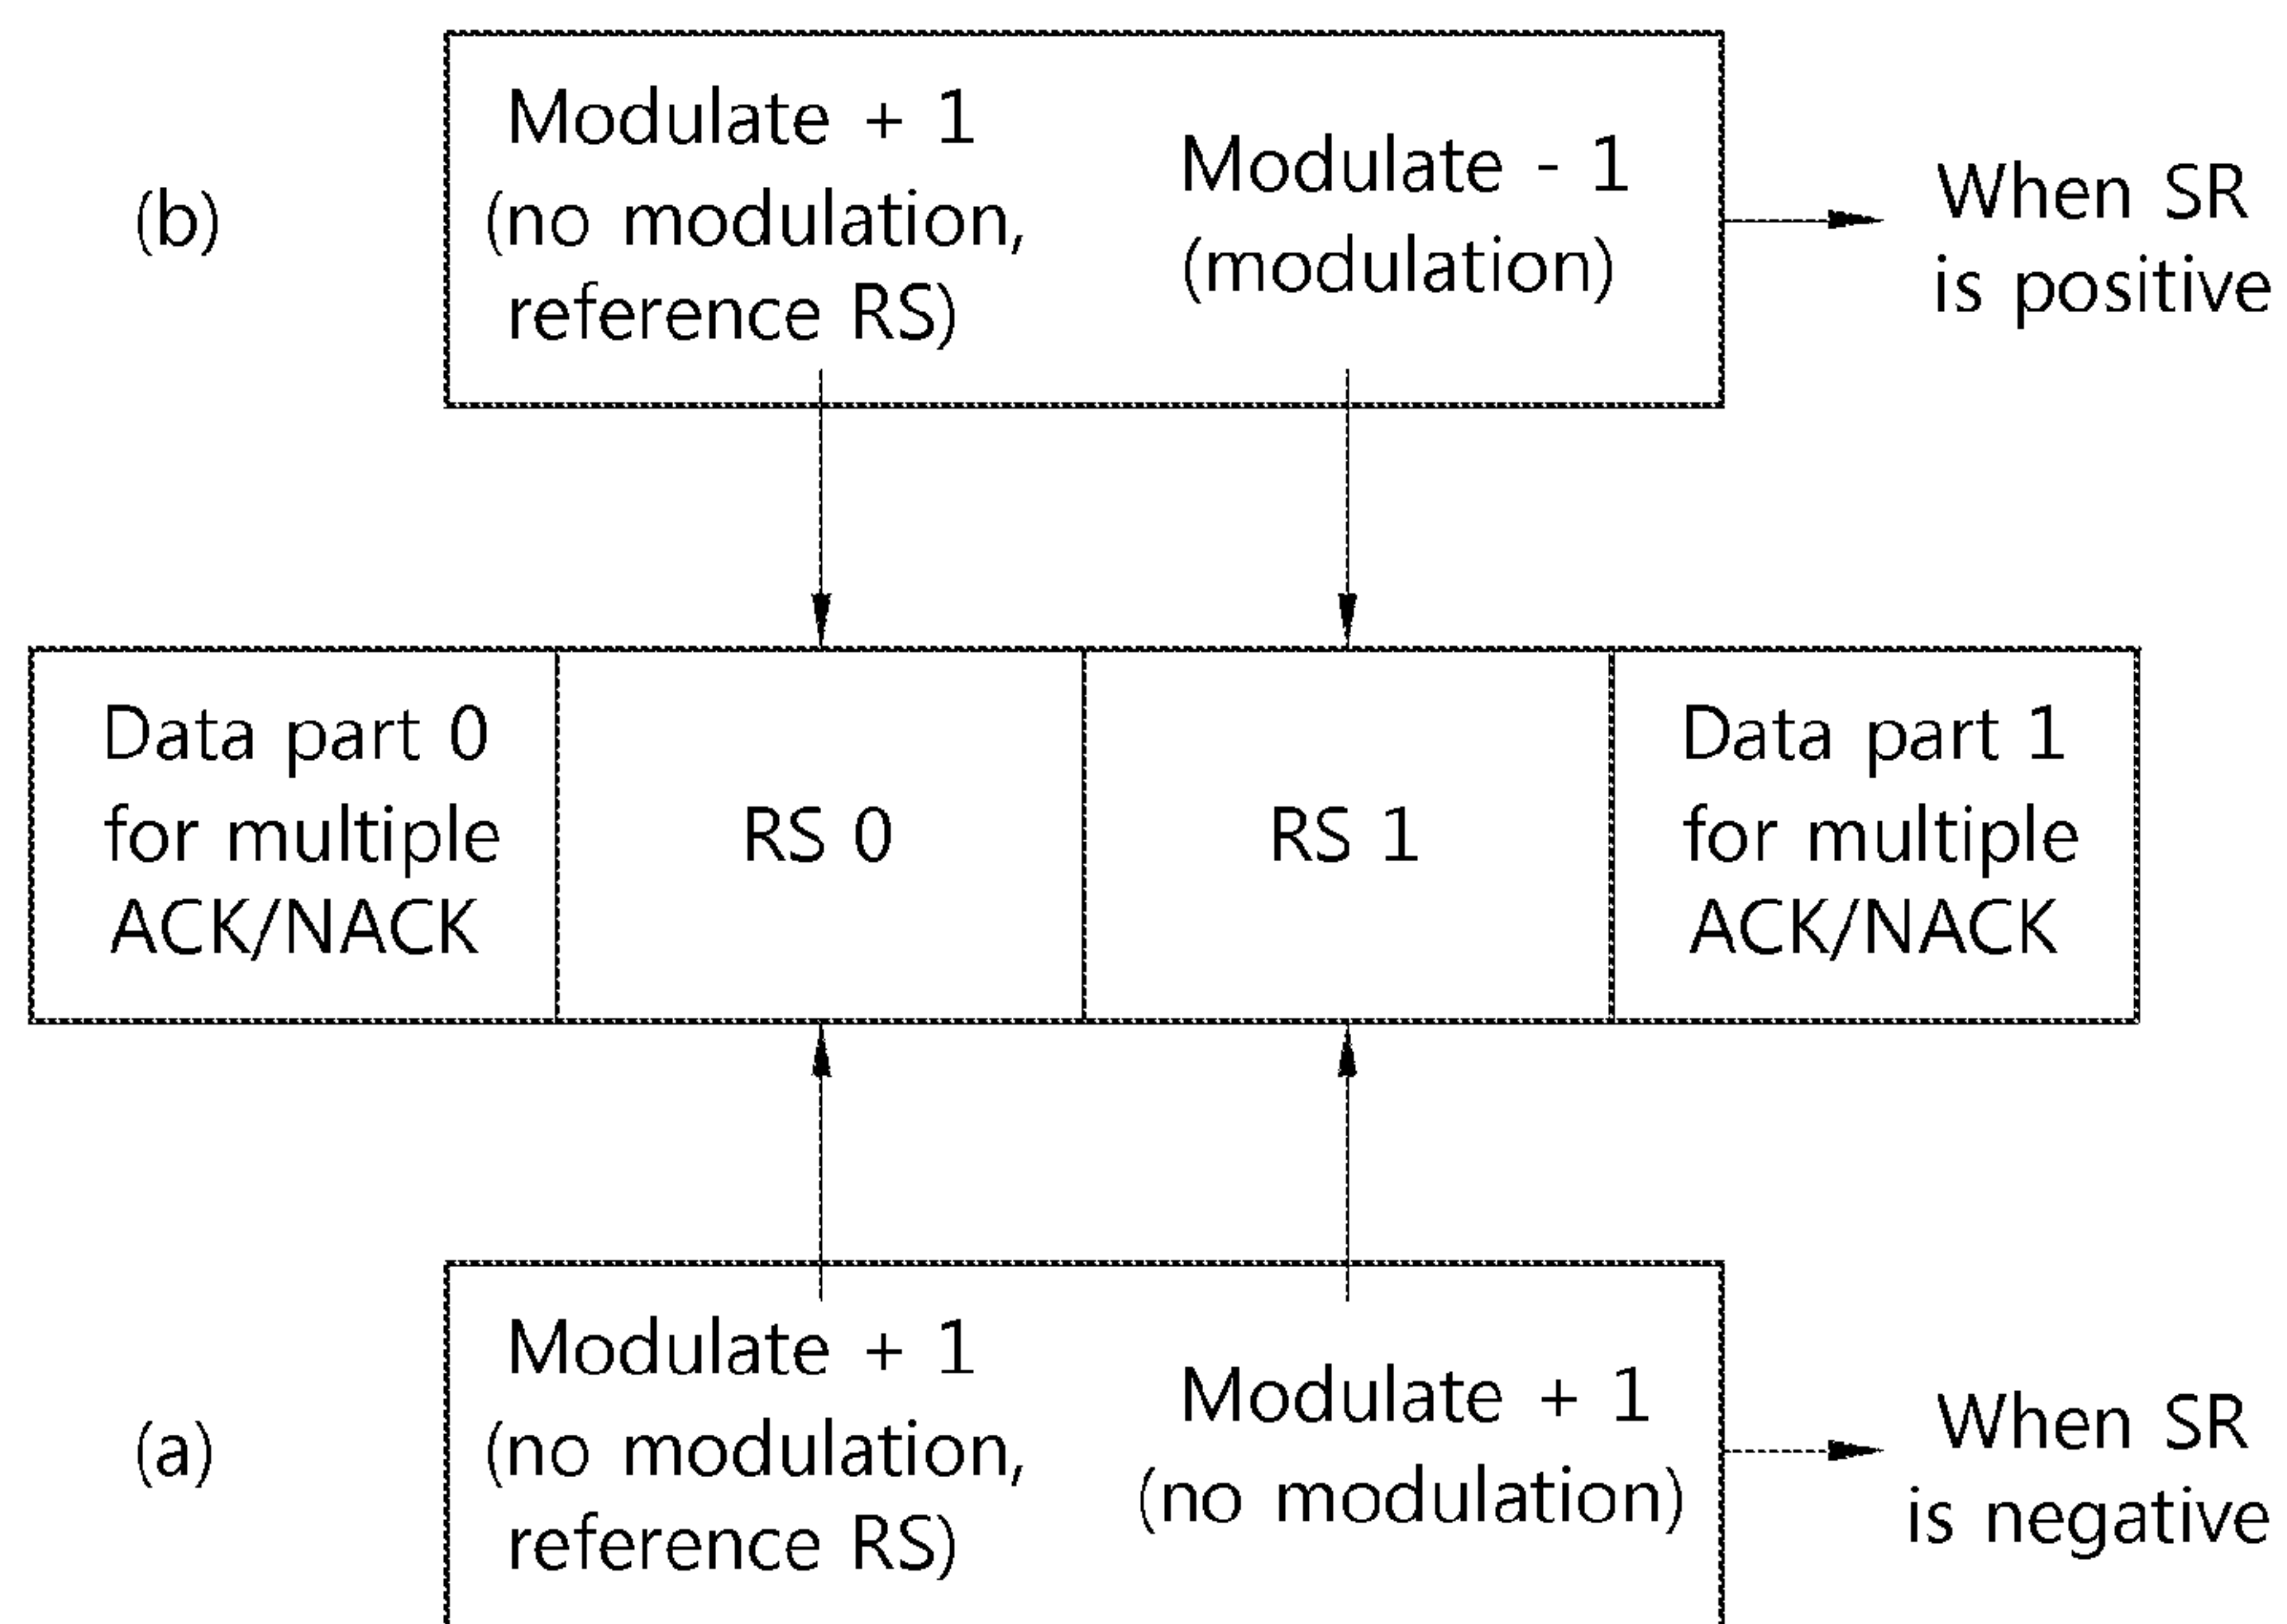 (b)
Modulate + 1
(no modulation,
reference RS)
Modulate - 1
(modulation)
When SR
is positive
Data part 0
for multiple
ACK/NACK
RS 0
RS 1
Data part 1
for multiple
ACK/NACK
(a)
Modulate + 1
(no modulation,
reference RS)
Modulate + 1
(no modulation)
When SR
is negative